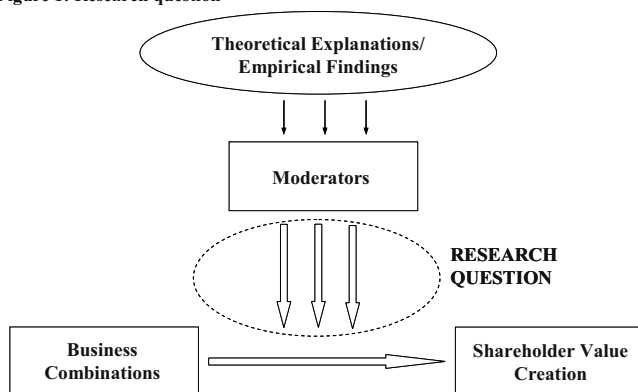 Figure 1: Research question
Theoretical Explanations/
Empirical Findings
Moderators
RESEARCH
QUESTION
Business
Combinations
Shareholder Value
Creation